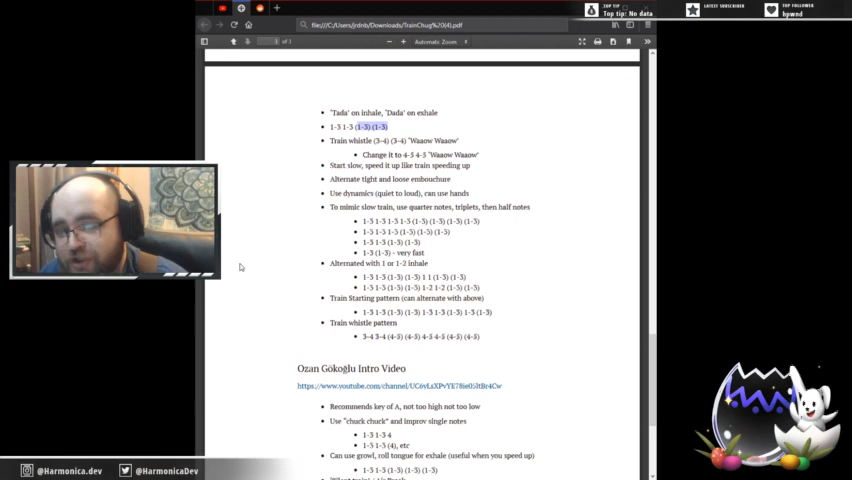 TOP TIP
Top tip: No data
LATEST SUBSCRIBER
TOP FOLLOWER
hpwnd
file:///C:/Users/jrdnb/Downloads/TrainChug%20(4).pdf
of 3
Automatic Zoom
• 'Tada' on inhale, 'Dada' on exhale
• 1-3 1-3 (1-3) (1-3)
• Train whistle (3-4) (3-4) 'Waaow Waaow'
• Change it to 4-5 4-5 'Waaow Waaow'
• Start slow, speed it up like train speeding up
• Alternate tight and loose embouchure
• Use dynamics (quiet to loud), can use hands
• To mimic slow train, use quarter notes, triplets, then half notes
• 1-3 1-3 1-3 1-3 (1-3) (1-3) (1-3) (1-3)
• 1-3 1-3 1-3 (1-3) (1-3) (1-3)
• 1-3 1-3 (1-3) (1-3)
• 1-3 (1-3) - very fast
• Alternated with 1 or 1-2 inhale
• 1-3 1-3 (1-3) (1-3) 1 1 (1-3) (1-3)
• 1-3 1-3 (1-3) (1-3) 1-2 1-2 (1-3) (1-3)
• Train Starting pattern (can alternate with above)
• 1-3 1-3 (1-3) (1-3) 1-3 1-3 (1-3) 1-3 (1-3)
• Train whistle pattern
• 3-4 3-4 (4-5) (4-5) 4-5 4-5 (4-5) (4-5)
Ozan Gökoğlu Intro Video
https://www.youtube.com/channel/UC6vLsXPvYE78ie05ltBr4Cw
• Recommends key of A, not too high not too low
• Use "chuck chuck" and improv single notes
• 1-3 1-3 4
• 1-3 1-3 (4), etc
• Can use growl, roll tongue for exhale (useful when you speed up)
• 1-3 1-3 (1-3) (1-3) (1-3)
@Harmonica.dev
@HarmonicaDev